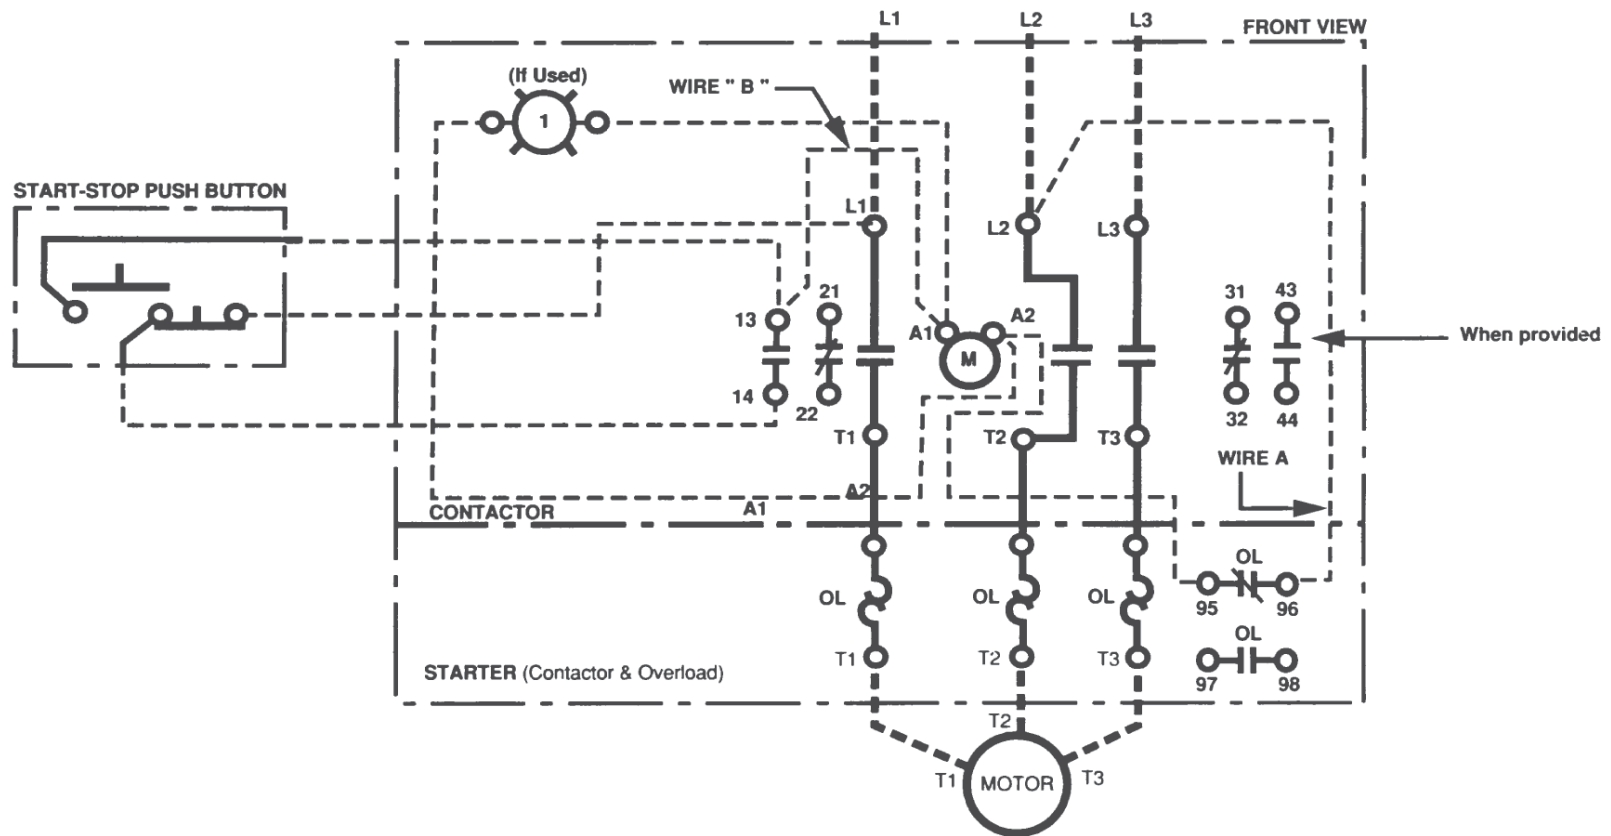 L1
L2
L3
FRONT VIEW
(If Used)
1
WIRE " B "
START-STOP PUSH BUTTON
L1
L2
L3
13
21
A1
A2
M
31
43
When provided
14
22
32
44
T1
T2
T3
WIRE A
A2
CONTACTOR
A1
OL
OL
OL
OL
95
96
OL
97
98
T1
T2
T3
STARTER (Contactor & Overload)
T2
T1
MOTOR
T3